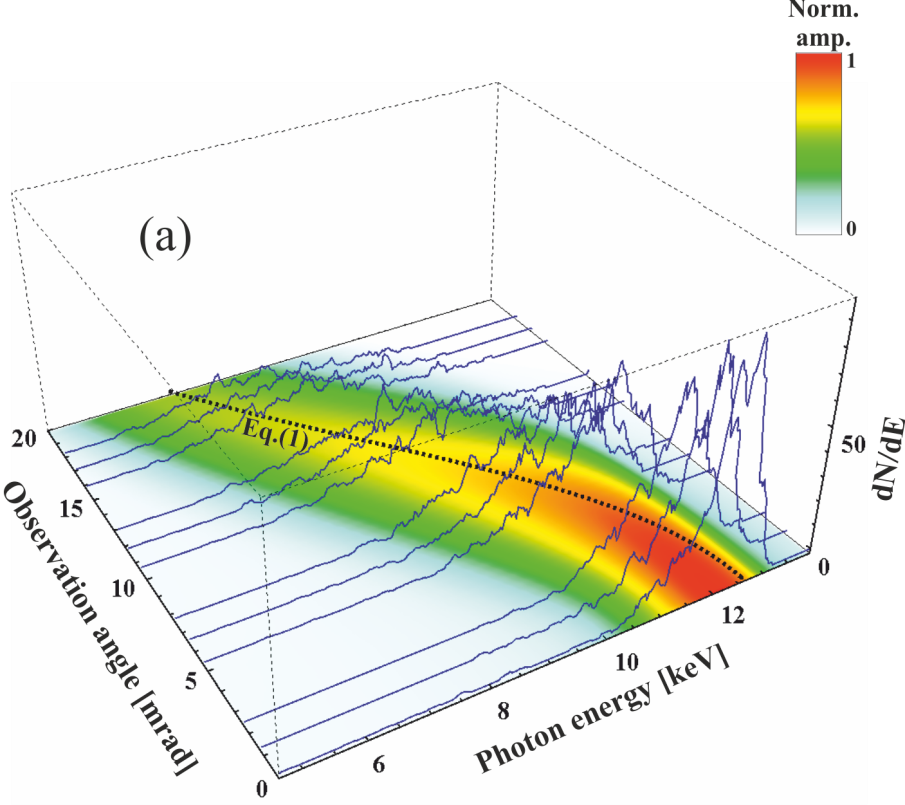 Norm.
amp.
1
0
(a)
Eq.(1)
50
0
dN/dE
20
15
10
5
0
Observation angle [mrad]
6
8
10
12
Photon energy [keV]